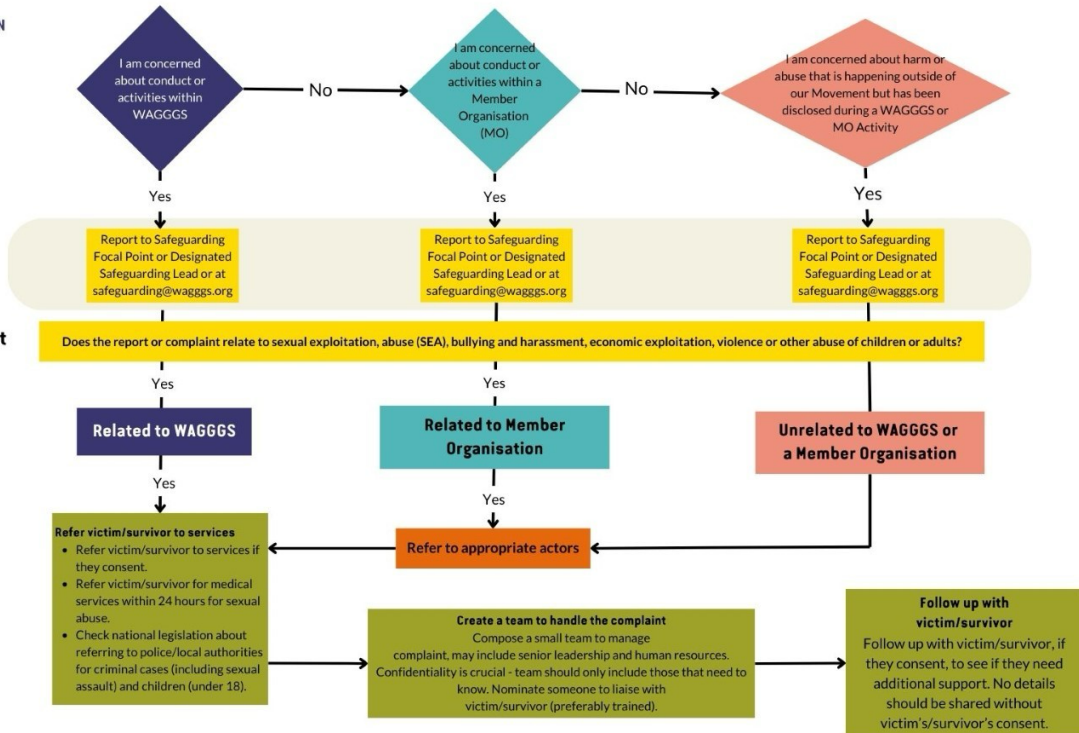 I am concerned
about conduct or
activities within
WAGGGS
No
I am concerned
about conduct or
activities within a
Member
Organisation
(MO)
No
I am concerned about harm or
abuse that is happening outside of
our Movement but has been
disclosed during a WAGGGS or
MO Activity
Yes
Yes
Yes
Report to Safeguarding
Focal Point or Designated
Safeguarding Lead or at
safeguarding@wagggs.org
Report to Safeguarding
Focal Point or Designated
Safeguarding Lead or at
safeguarding@wagggs.org
Report to Safeguarding
Focal Point or Designated
Safeguarding Lead or at
safeguarding@wagggs.org
Does the report or complaint relate to sexual exploitation, abuse (SEA), bullying and harassment, economic exploitation, violence or other abuse of children or adults?
Yes
Yes
Related to WAGGGS
Related to Member
Organisation
Unrelated to WAGGGS or
a Member Organisation
Yes
Yes
Refer victim/survivor to services
• Refer victim/survivor to services if
they consent.
• Refer victim/survivor for medical
services within 24 hours for sexual
abuse.
• Check national legislation about
referring to police/local authorities
for criminal cases (including sexual
assault) and children (under 18).
Refer to appropriate actors
Create a team to handle the complaint
Compose a small team to manage
complaint, may include senior leadership and human resources.
Confidentiality is crucial - team should only include those that need to
know. Nominate someone to liaise with
victim/survivor (preferably trained).
Follow up with
victim/survivor
Follow up with victim/survivor, if
they consent, to see if they need
additional support. No details
should be shared without
victim's/survivor's consent.